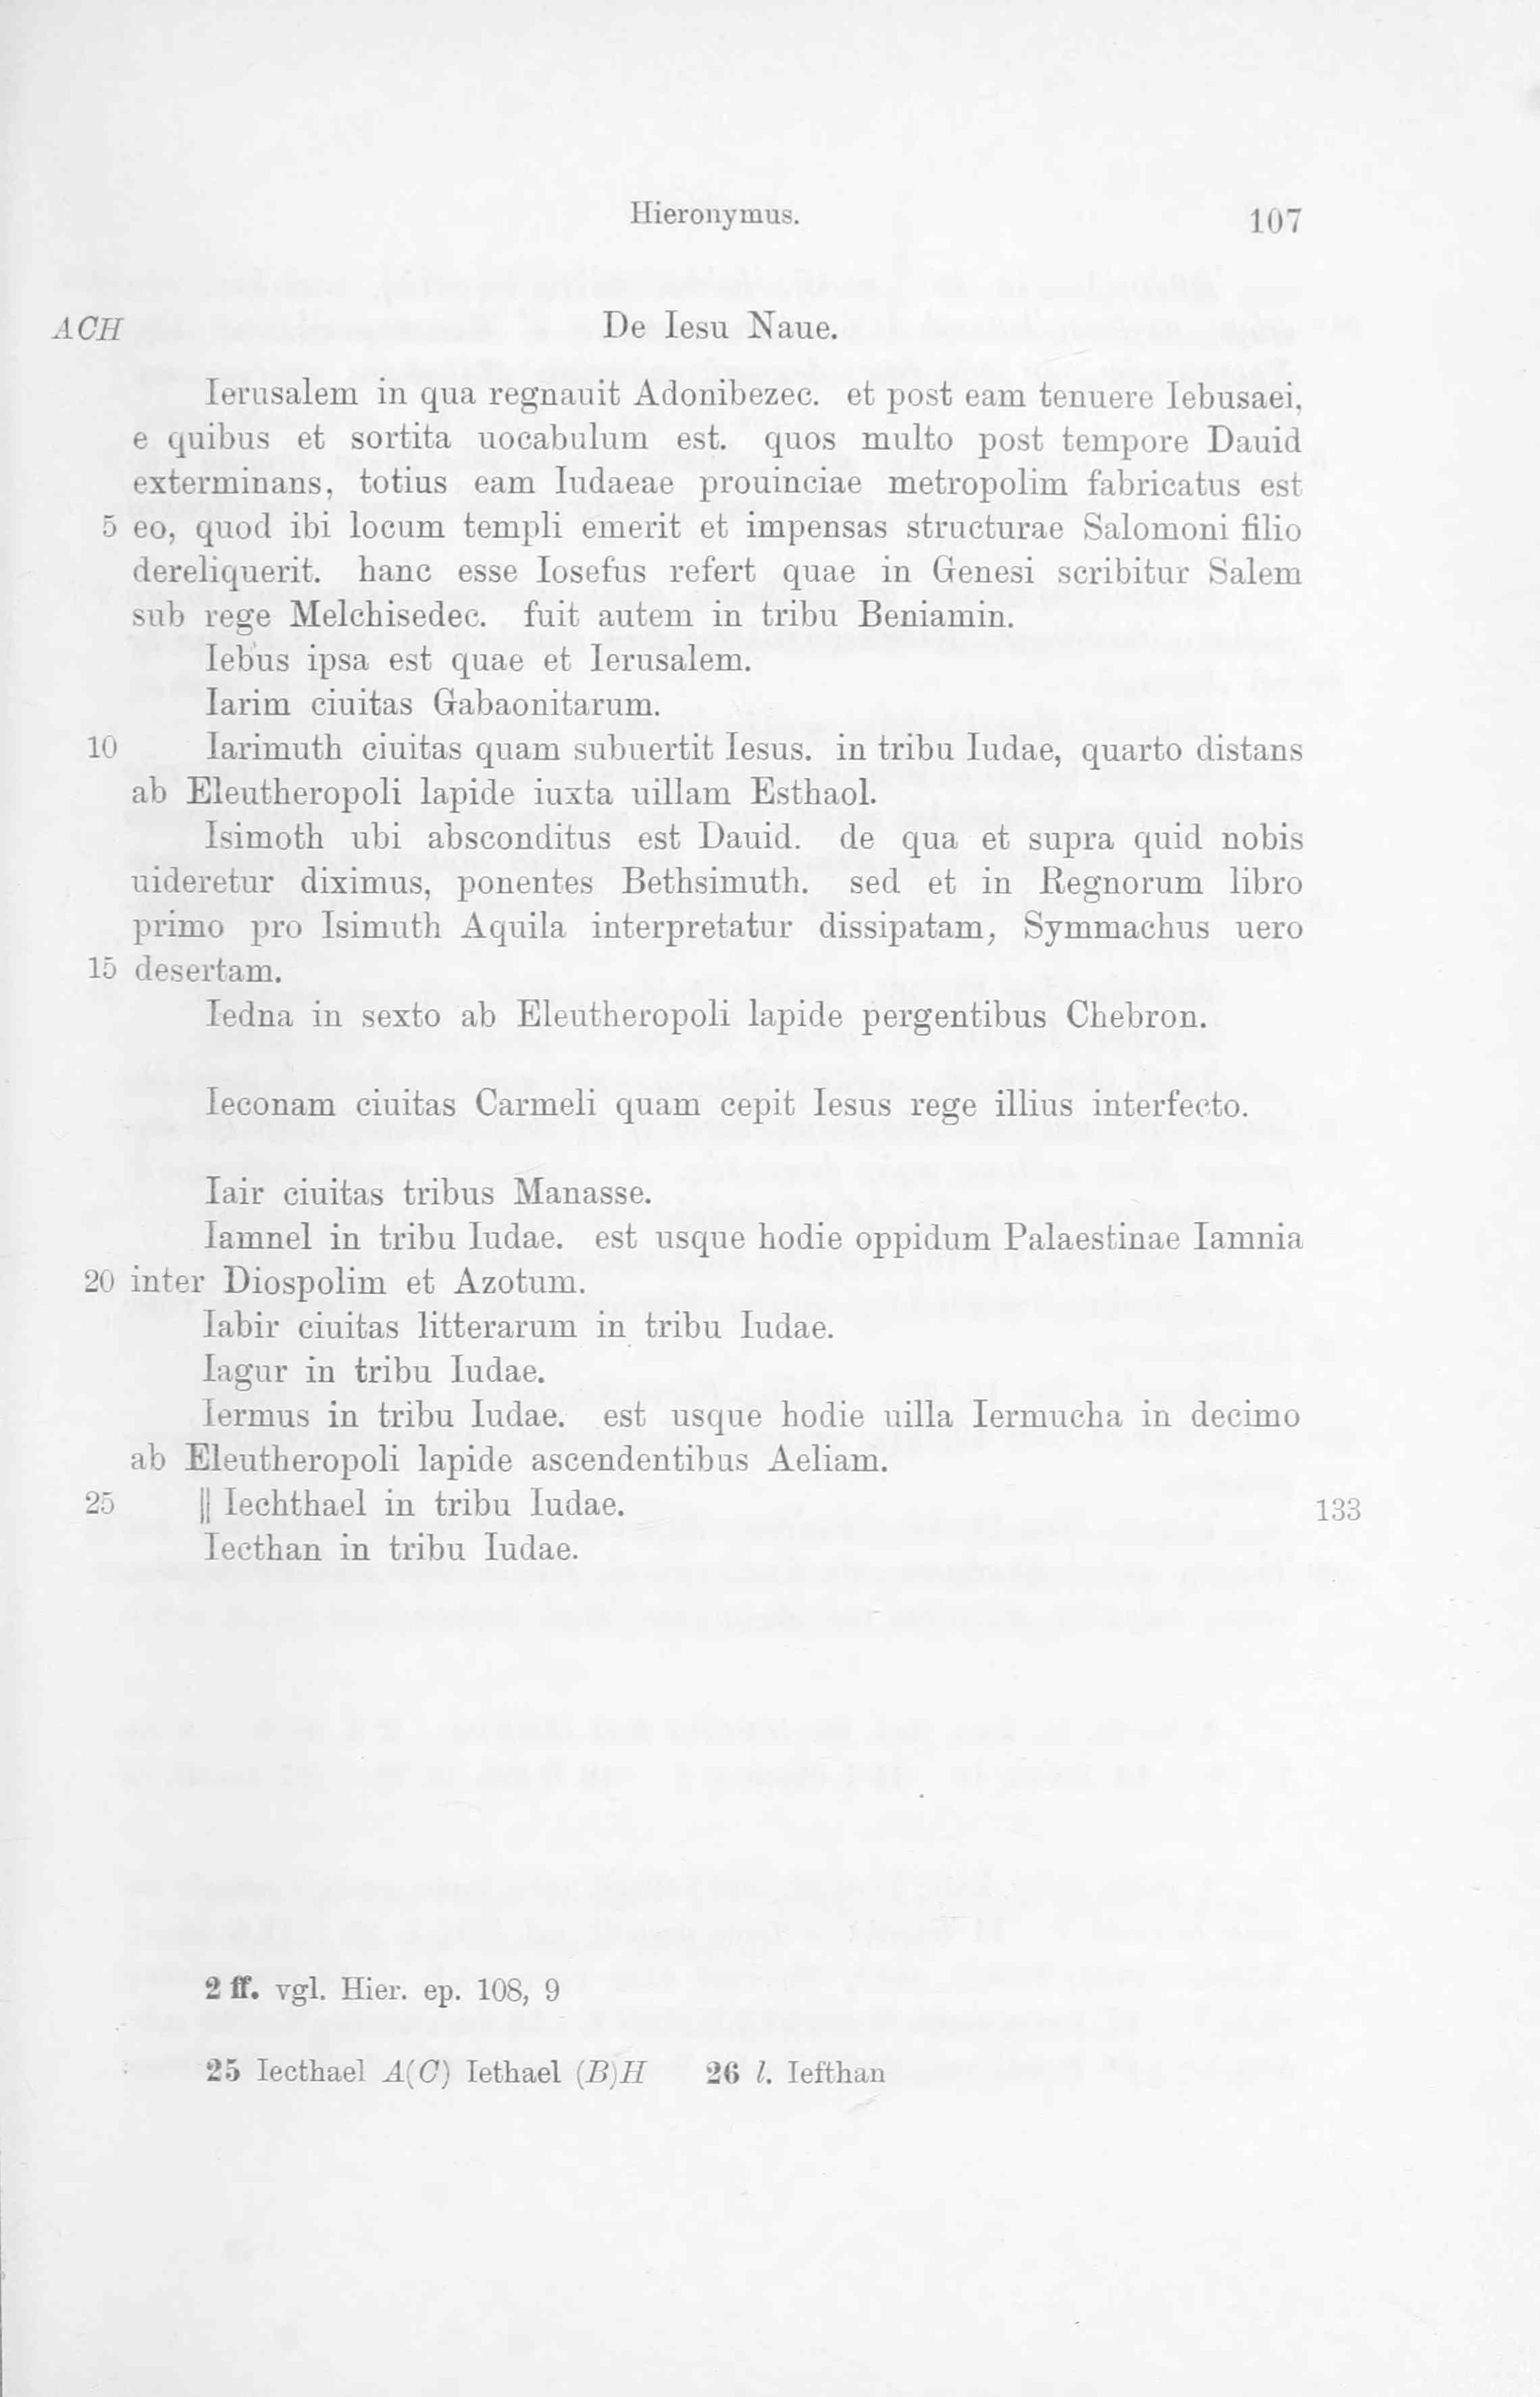 Hieronymus. 107
ACH De Iesu Naue.
Ierusalem in qua regnauit Adonibezec. et post eam tenuere Iebusaei,
e quibus et sortita uocabulum est. quos multo post tempore Dauid
exterminans, totius eam Iudaeae prouinciae metropolim fabricatus est
5 eo, quod ibi locum templi emerit et impensas structurae Salomoni filio
dereliquerit. hanc esse Iosefus refert quae in Genesi scribitur Salem
sub rege Melchisedec. fuit autem in tribu Beniamin.
Iebus ipsa est quae et Ierusalem.
Iarim ciuitas Gabaonitarum.
10 Iarimuth ciuitas quam subuertit Iesus. in tribu Iudae, quarto distans
ab Eleutheropoli lapide iuxta uillam Esthaol.
Isimoth ubi absconditus est Dauid. de qua et supra quid nobis
uideretur diximus, ponentes Bethsimuth. sed et in Regnorum libro
primo pro Isimuth Aquila interpretatur dissipatam, Symmachus uero
15 desertam.
Iedna in sexto ab Eleutheropoli lapide pergentibus Chebron.
Ieconam ciuitas Carmeli quam cepit Iesus rege illius interfecto.
Iair ciuitas tribus Manasse.
Iamnel in tribu Iudae. est usque hodie oppidum Palaestinae Iamnia
20 inter Diospolim et Azotum.
Iabir ciuitas litterarum in tribu Iudae.
Iagur in tribu Iudae.
Iermus in tribu Iudae. est usque hodie uilla Iermucha in decimo
ab Eleutheropoli lapide ascendentibus Aeliam.
25 || Iechthael in tribu Iudae. 133
Iecthan in tribu Iudae.
2 ff. vgl. Hier. ep. 108, 9
25 Iecthael A(C) Iethael (B)H 26 l. Iefthan